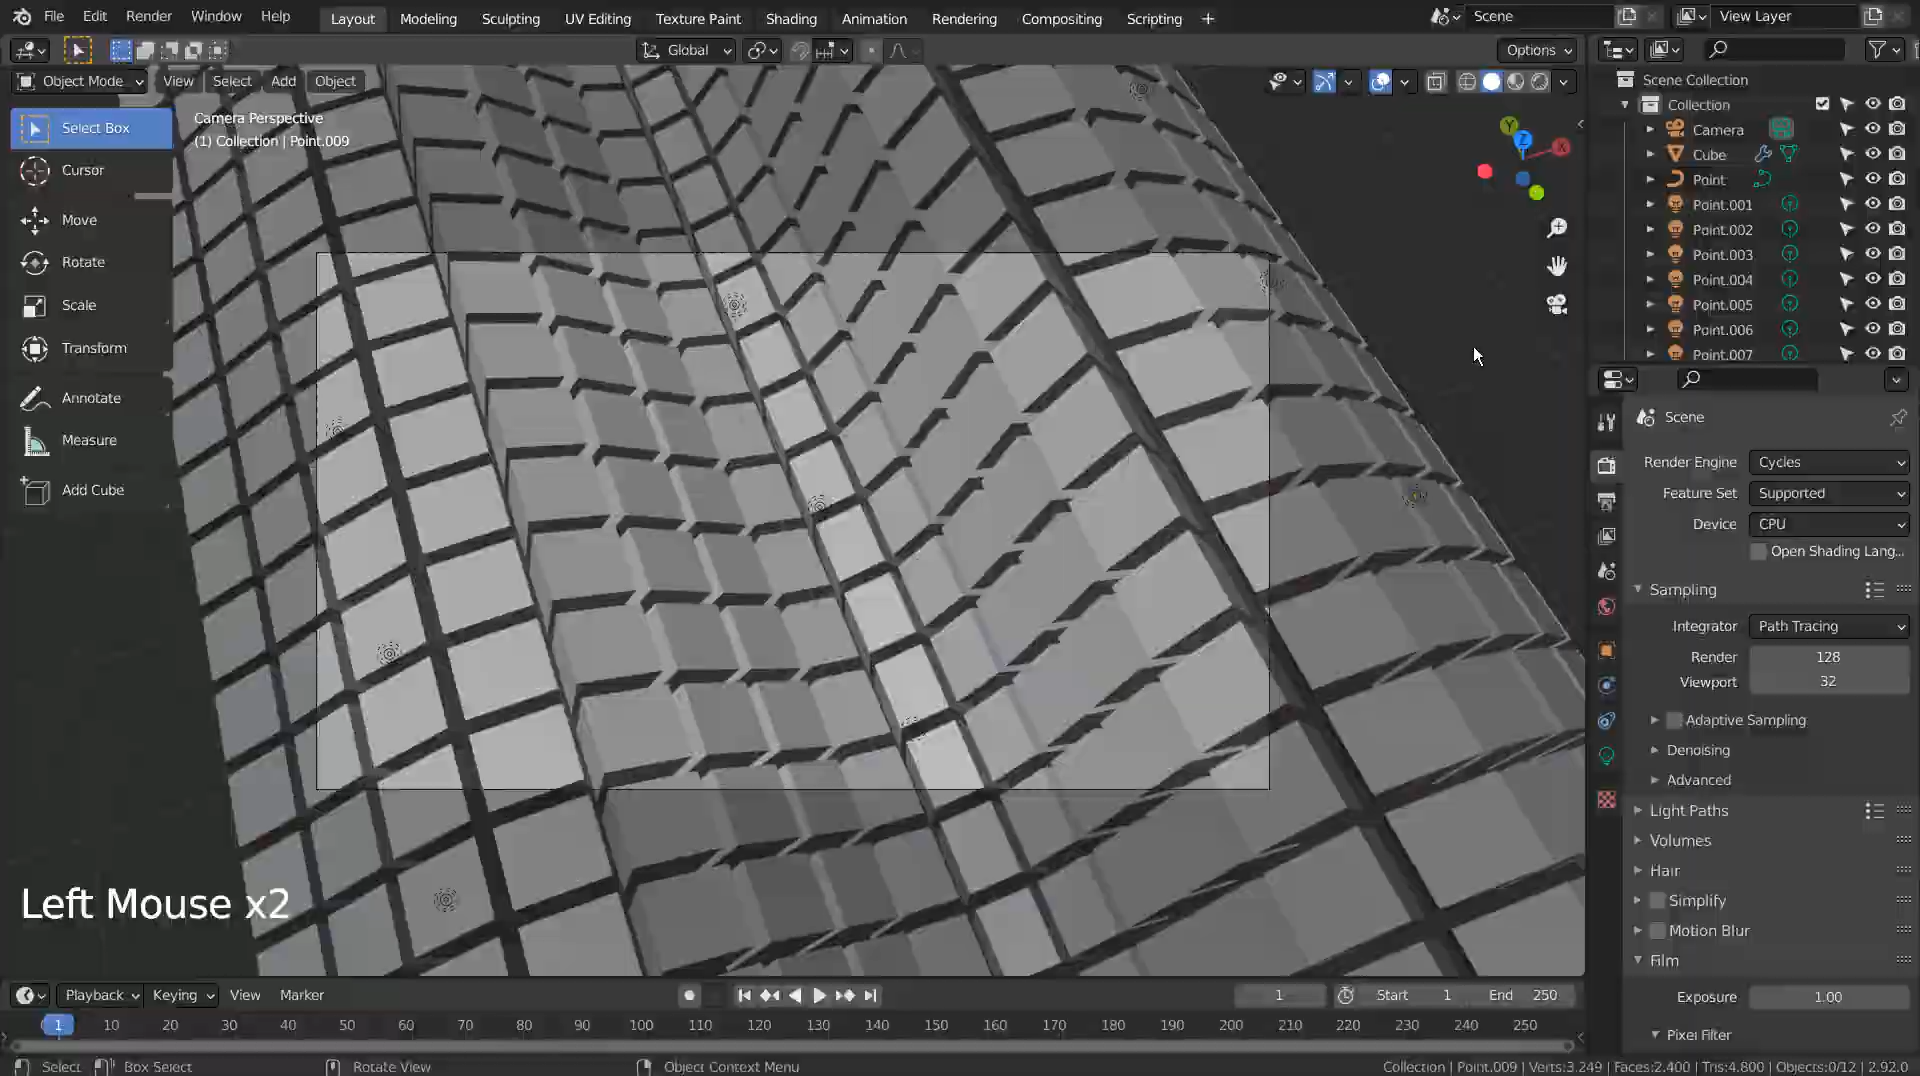 File Edit Render Window Help Layout Modeling Sculpting UV Editing Texture Paint Shading Animation Rendering Compositing Scripting + Scene View Layer
Global Options
Object Mode View Select Add Object
Select Box
Cursor
Move
Rotate
Scale
Transform
Annotate
Measure
Add Cube
Camera Perspective
(1) Collection | Point.009
Y
Z
X
Left Mouse x2
Scene Collection
Collection
Camera
Cube
Point
Point.001
Point.002
Point.003
Point.004
Point.005
Point.006
Point.007
Scene
Render Engine Cycles
Feature Set Supported
Device CPU
Open Shading Lang...
Sampling
Integrator Path Tracing
Render 128
Viewport 32
Adaptive Sampling
Denoising
Advanced
Light Paths
Volumes
Hair
Simplify
Motion Blur
Film
Exposure 1.00
Pixel Filter
Playback Keying View Marker 1 Start 1 End 250
1 10 20 30 40 50 60 70 80 90 100 110 120 130 140 150 160 170 180 190 200 210 220 230 240 250
Select Box Select Rotate View Object Context Menu Collection | Point.009 | Verts:3.249 | Faces:2.400 | Tris:4.800 | Objects:0/12 | 2.92.0